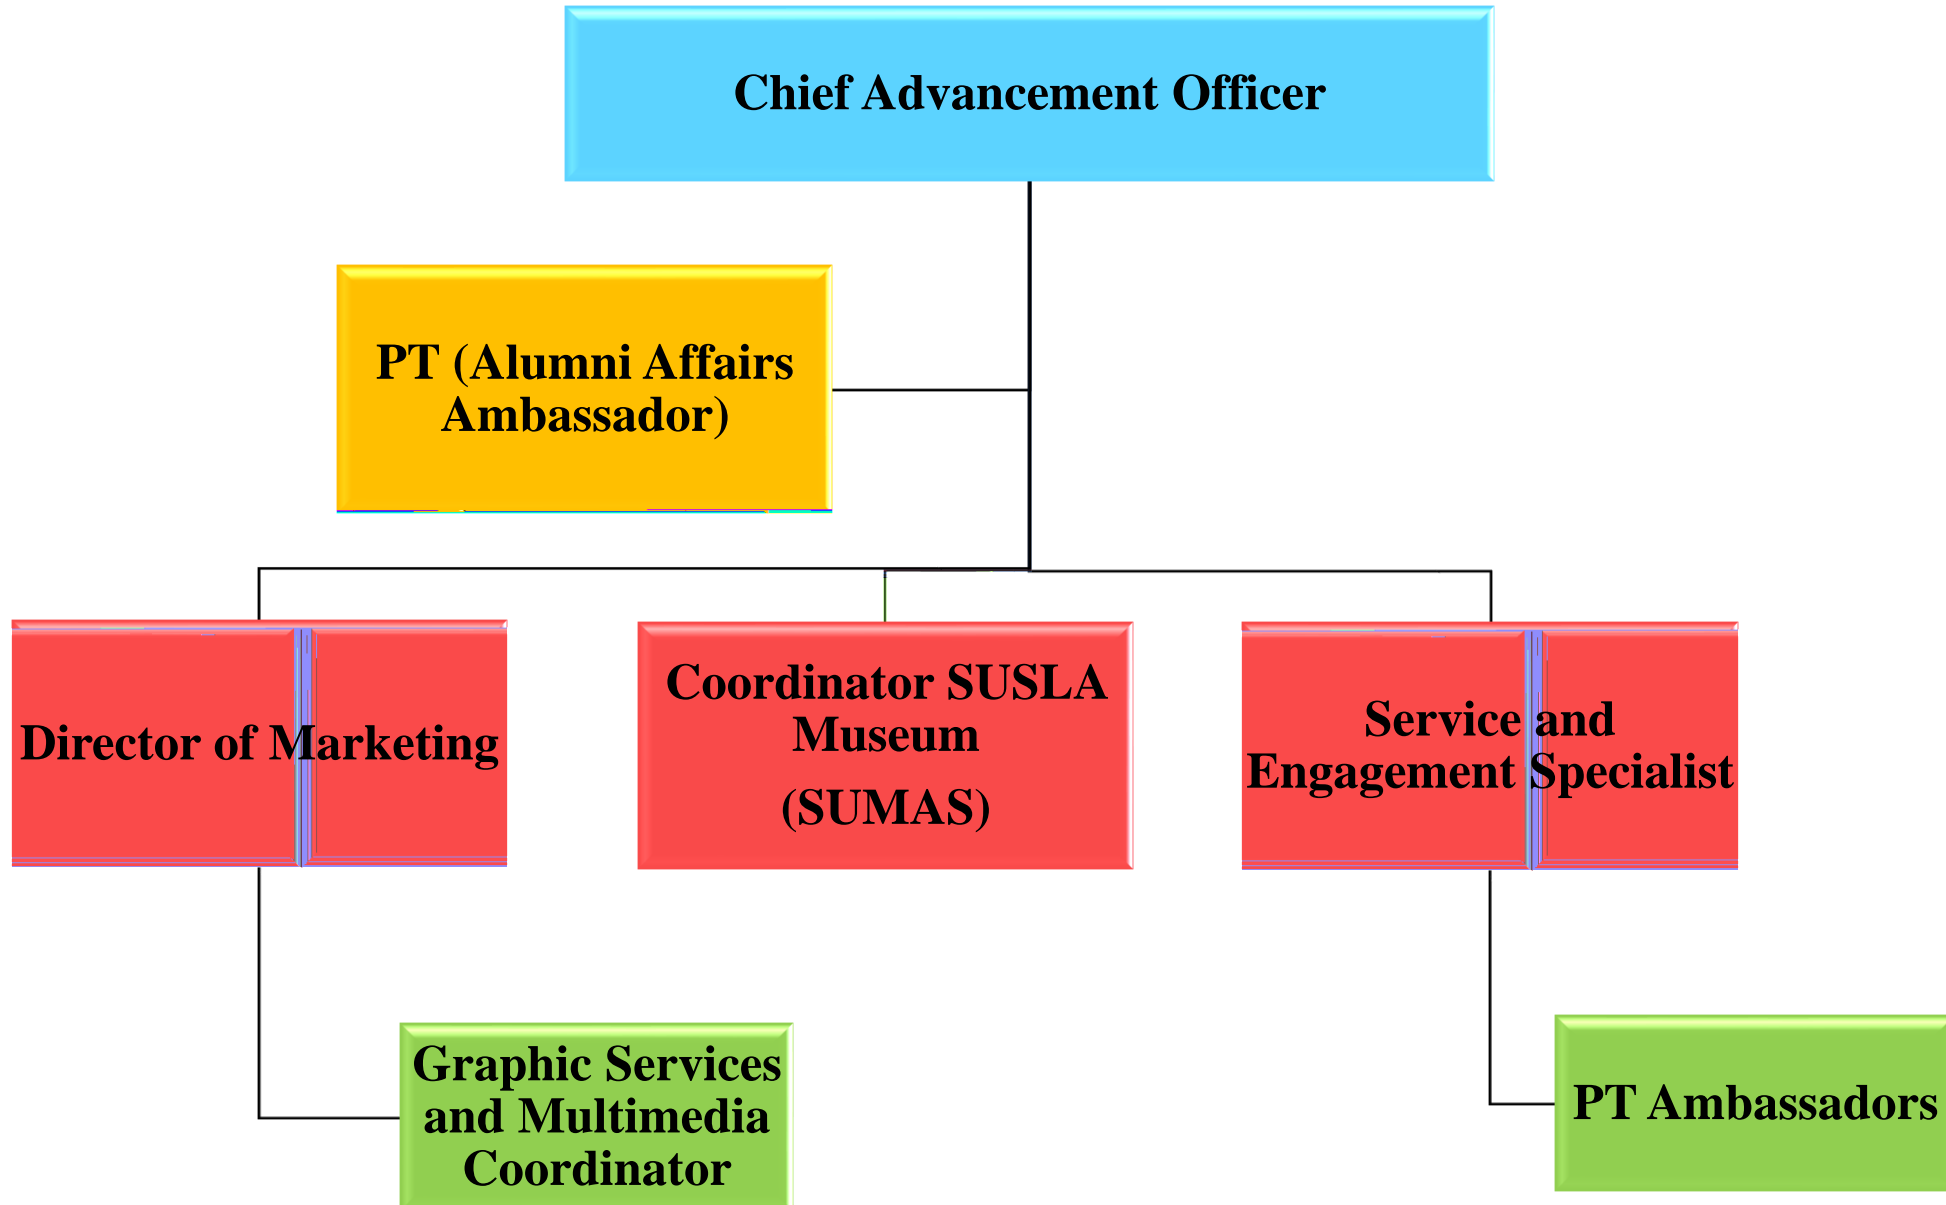 Chief Advancement Officer
PT (Alumni Affairs
Ambassador)
Director of Marketing
Coordinator SUSLA
Museum
(SUMAS)
Service and
Engagement Specialist
Graphic Services
and Multimedia
Coordinator
PT Ambassadors